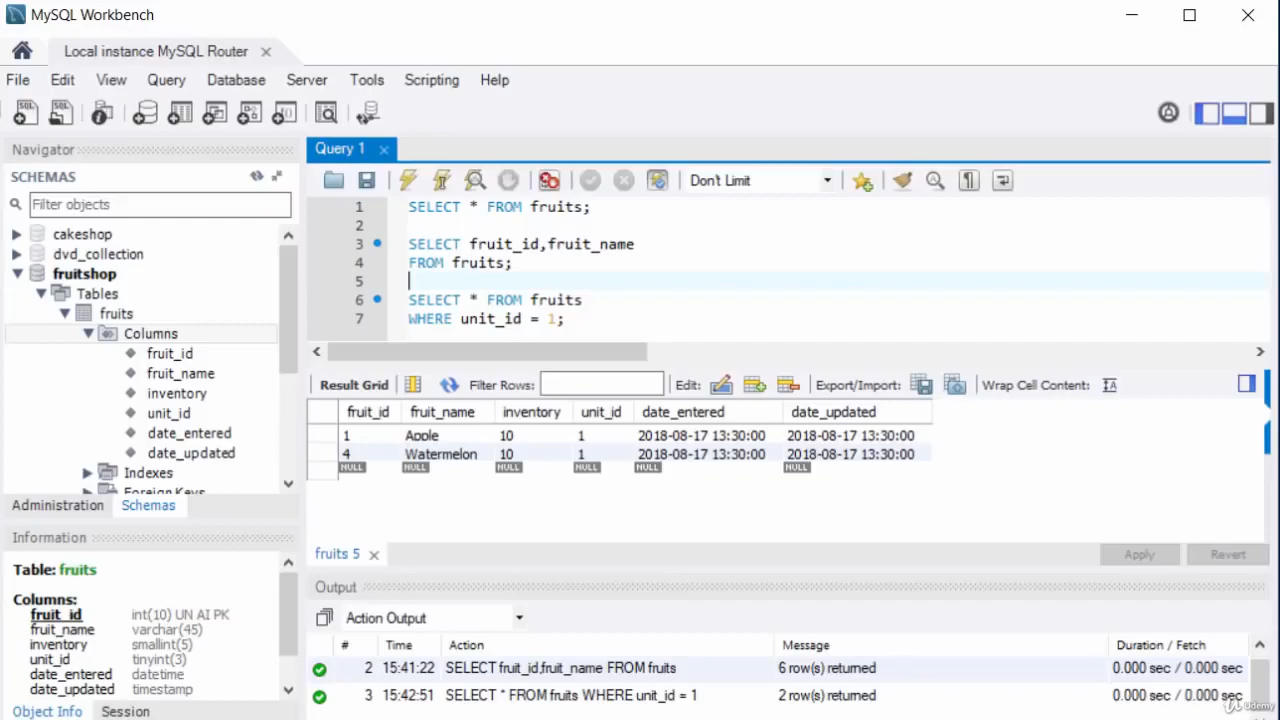 MySQL Workbench
Local instance MySQL Router
File Edit View Query Database Server Tools Scripting Help
Navigator
SCHEMAS
Filter objects
cakeshop
dvd_collection
fruitshop
Tables
fruits
Columns
fruit_id
fruit_name
inventory
unit_id
date_entered
date_updated
Indexes
Foreign Keys
Administration Schemas
Information
Table: fruits
Columns:
fruit_id int(10) UN AI PK
fruit_name varchar(45)
inventory smallint(5)
unit_id tinyint(3)
date_entered datetime
date_updated timestamp
Object Info Session
Query 1
Don't Limit
1 SELECT * FROM fruits;
2
3 SELECT fruit_id,fruit_name
4 FROM fruits;
5
6 SELECT * FROM fruits
7 WHERE unit_id = 1;
Result Grid Filter Rows: Edit: Export/Import: Wrap Cell Content:
fruit_id fruit_name inventory unit_id date_entered date_updated
1 Apple 10 1 2018-08-17 13:30:00 2018-08-17 13:30:00
4 Watermelon 10 1 2018-08-17 13:30:00 2018-08-17 13:30:00
NULL NULL NULL NULL NULL NULL
fruits 5
Apply Revert
Output
Action Output
# Time Action Message Duration / Fetch
2 15:41:22 SELECT fruit_id,fruit_name FROM fruits 6 row(s) returned 0.000 sec / 0.000 sec
3 15:42:51 SELECT * FROM fruits WHERE unit_id = 1 2 row(s) returned 0.000 sec / 0.000 sec
Udemy